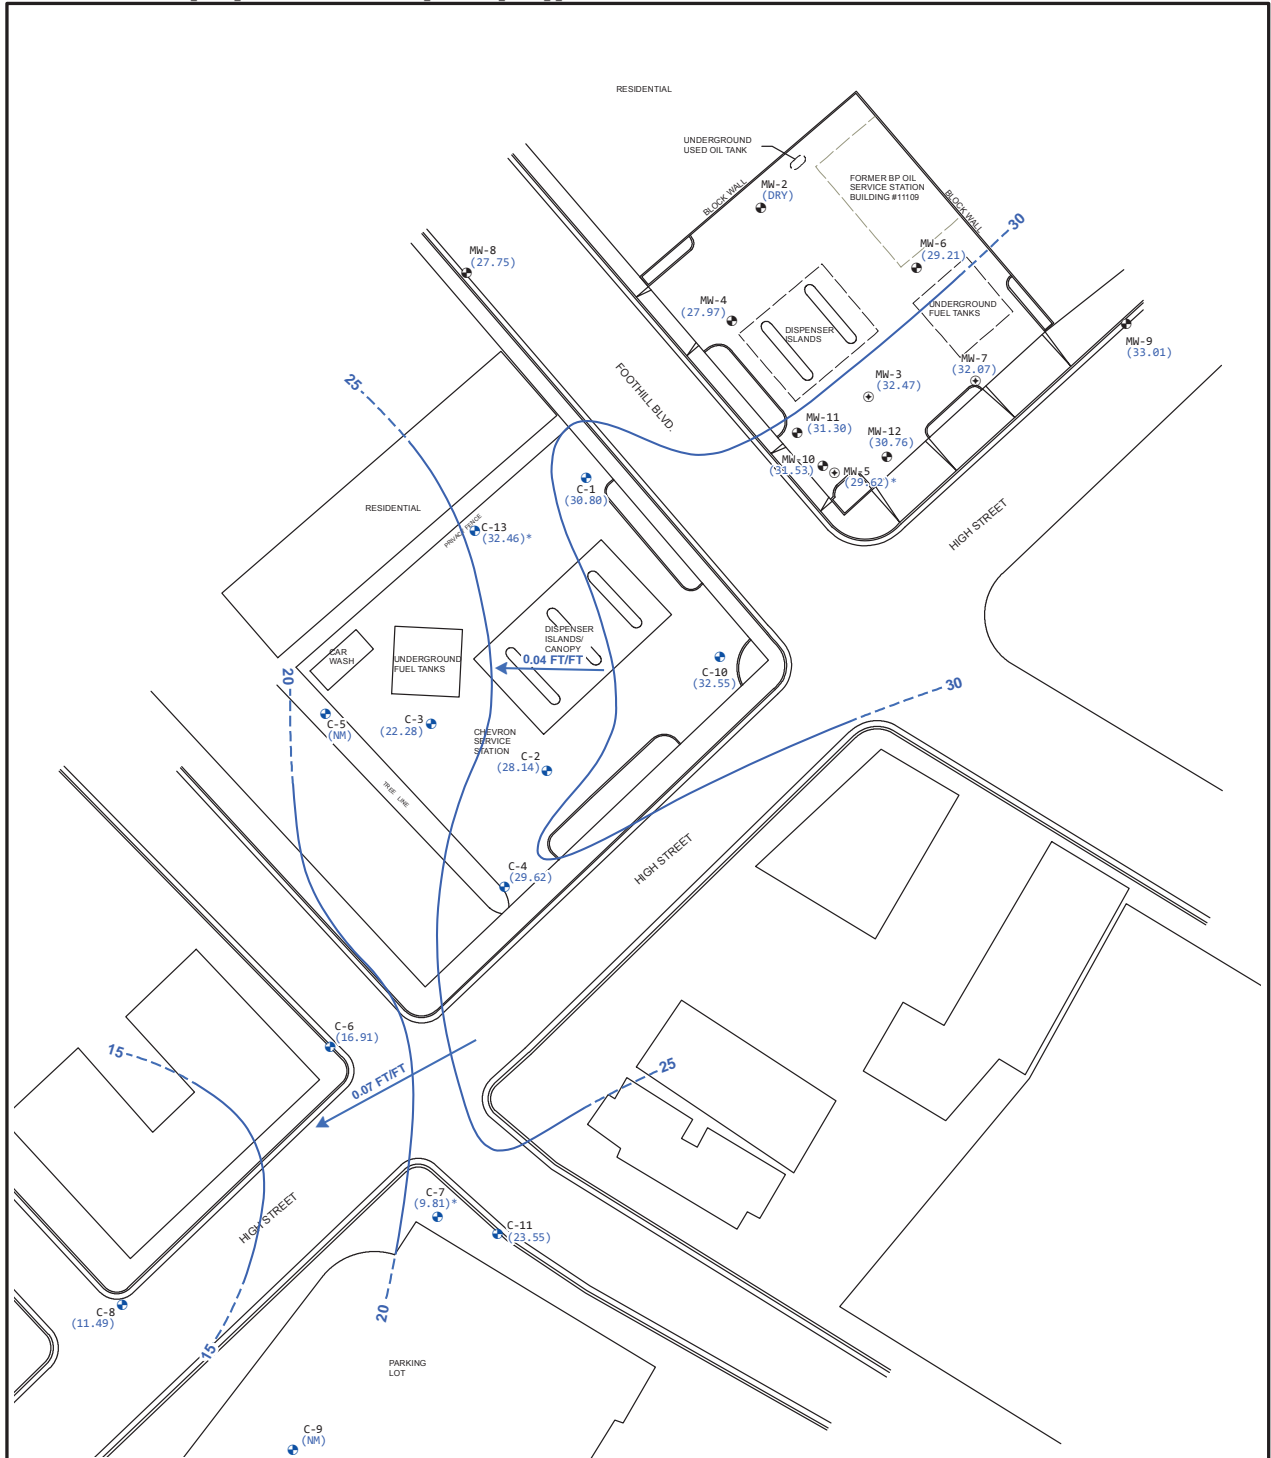 RESIDENTIAL
UNDERGROUND
USED OIL TANK
FORMER BP OIL
SERVICE STATION
BUILDING #11109
BLOCK WALL
BLOCK WALL
MW-2
(DRY)
30
MW-6
(29.21)
MW-8
(27.75)
MW-4
(27.97)
UNDERGROUND
FUEL TANKS
DISPENSER
ISLANDS
MW-9
(33.01)
MW-7
(32.07)
MW-3
(32.47)
FOOTHILL BLVD.
25
MW-11
(31.30)
MW-12
(30.76)
MW-10
(31.53)
MW-5
(29.62)*
C-1
(30.80)
RESIDENTIAL
PRIVACY FENCE
C-13
(32.46)*
HIGH STREET
DISPENSER
ISLANDS/
CANOPY
0.04 FT/FT
CAR
WASH
UNDERGROUND
FUEL TANKS
20
C-10
(32.55)
30
C-5
(NM)
C-3
(22.28)
CHEVRON
SERVICE
STATION
C-2
(28.14)
TREE LINE
HIGH STREET
C-4
(29.62)
C-6
(16.91)
15
25
0.07 FT/FT
C-7
(9.81)*
HIGH STREET
C-11
(23.55)
C-8
(11.49)
20
15
PARKING
LOT
C-9
(NM)